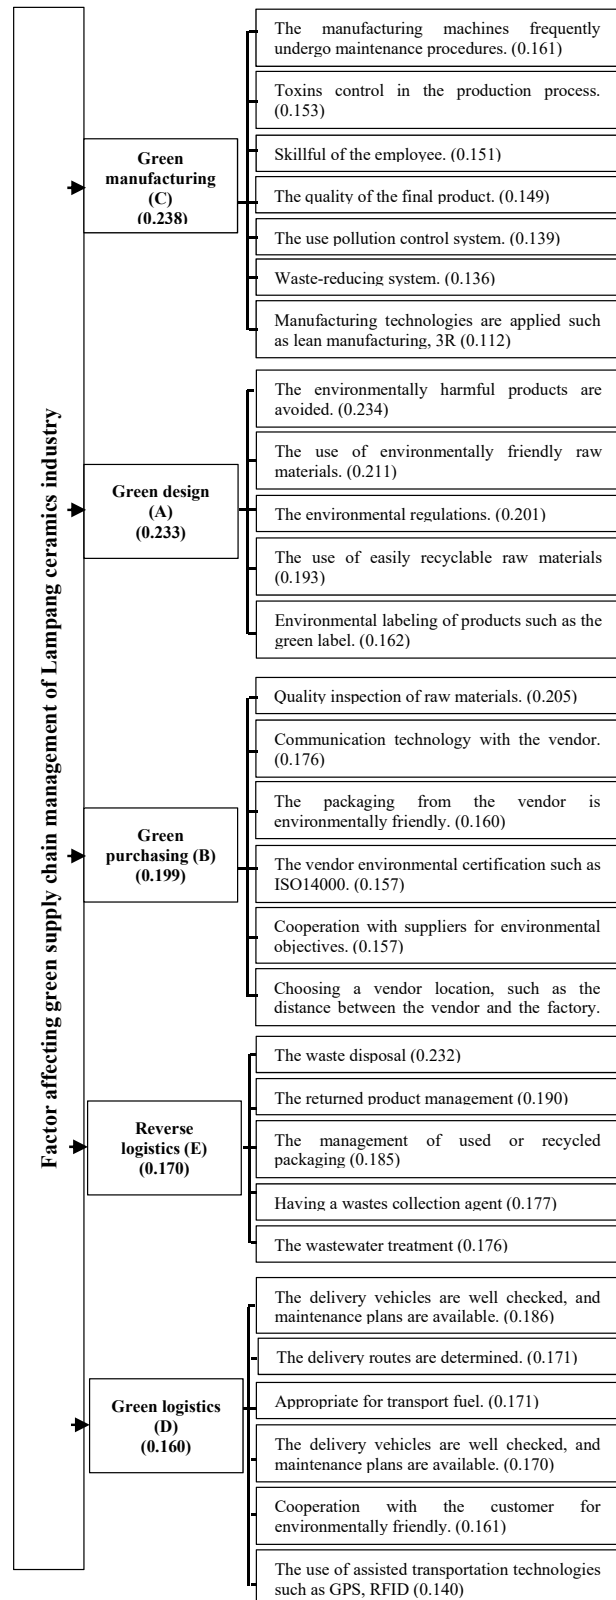 Factor affecting green supply chain management of Lampang ceramics industry
Green
manufacturing
(C)
(0.238)
The manufacturing machines frequently
undergo maintenance procedures. (0.161)
Toxins control in the production process.
(0.153)
Skillful of the employee. (0.151)
The quality of the final product. (0.149)
The use pollution control system. (0.139)
Waste-reducing system. (0.136)
Manufacturing technologies are applied such
as lean manufacturing, 3R (0.112)
Green design
(A)
(0.233)
The environmentally harmful products are
avoided. (0.234)
The use of environmentally friendly raw
materials. (0.211)
The environmental regulations. (0.201)
The use of easily recyclable raw materials
(0.193)
Environmental labeling of products such as the
green label. (0.162)
Green
purchasing (B)
(0.199)
Quality inspection of raw materials. (0.205)
Communication technology with the vendor.
(0.176)
The packaging from the vendor is
environmentally friendly. (0.160)
The vendor environmental certification such as
ISO14000. (0.157)
Cooperation with suppliers for environmental
objectives. (0.157)
Choosing a vendor location, such as the
distance between the vendor and the factory.
Reverse
logistics (E)
(0.170)
The waste disposal (0.232)
The returned product management (0.190)
The management of used or recycled
packaging (0.185)
Having a wastes collection agent (0.177)
The wastewater treatment (0.176)
Green logistics
(D)
(0.160)
The delivery vehicles are well checked, and
maintenance plans are available. (0.186)
The delivery routes are determined. (0.171)
Appropriate for transport fuel. (0.171)
The delivery vehicles are well checked, and
maintenance plans are available. (0.170)
Cooperation with the customer for
environmentally friendly. (0.161)
The use of assisted transportation technologies
such as GPS, RFID (0.140)